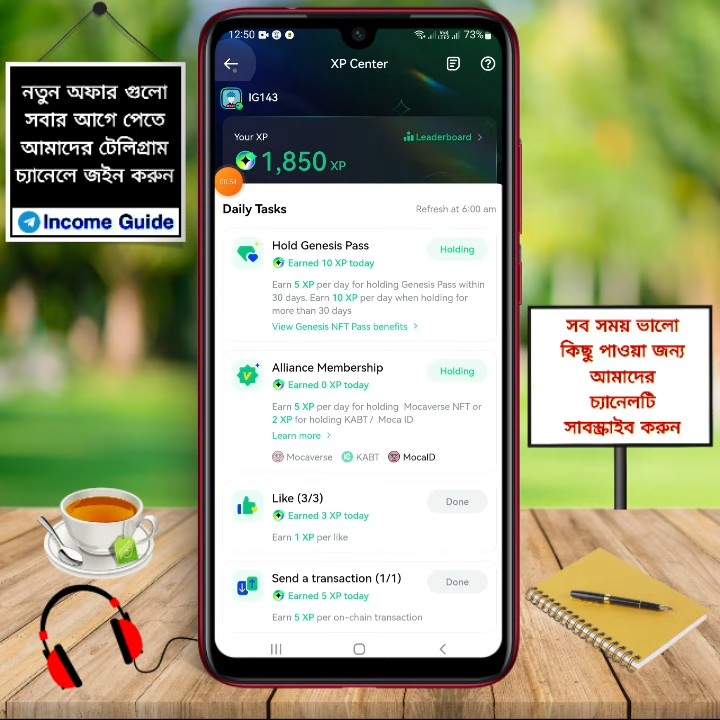 নতুন অফার গুলো
সবার আগে পেতে
আমাদের টেলিগ্রাম
চ্যানেলে জইন করুন
Income Guide
12:50
73%
XP Center
IG143
Your XP
Leaderboard >
1,850 XP
00:54
Daily Tasks
Refresh at 6:00 am
Hold Genesis Pass
Holding
Earned 10 XP today
Earn 5 XP per day for holding Genesis Pass within
30 days. Earn 10 XP per day when holding for
more than 30 days
View Genesis NFT Pass benefits >
Alliance Membership
Holding
Earned 0 XP today
Earn 5 XP per day for holding Mocaverse NFT or
2 XP for holding KABT / Moca ID
Learn more >
Mocaverse KABT MocaID
Like (3/3)
Done
Earned 3 XP today
Earn 1 XP per like
Send a transaction (1/1)
Done
Earned 5 XP today
Earn 5 XP per on-chain transaction
সব সময় ভালো
কিছু পাওয়া জন্য
আমাদের
চ্যানেলটি
সাবস্ক্রাইব করুন